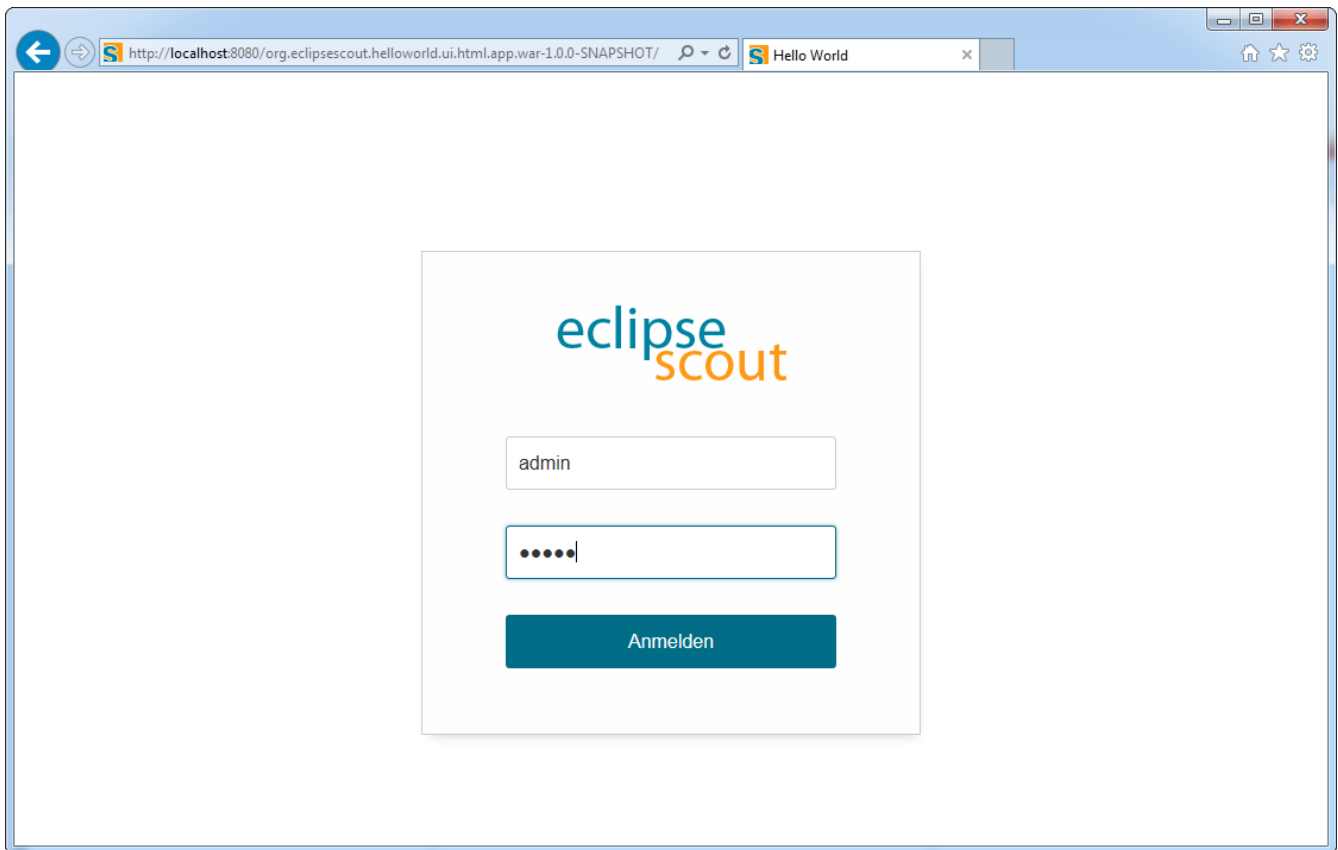 http://localhost:8080/org.eclipsescout.helloworld.ui.html.app.war-1.0.0-SNAPSHOT/
Hello World
eclipse
scout
admin
●●●●●
Anmelden